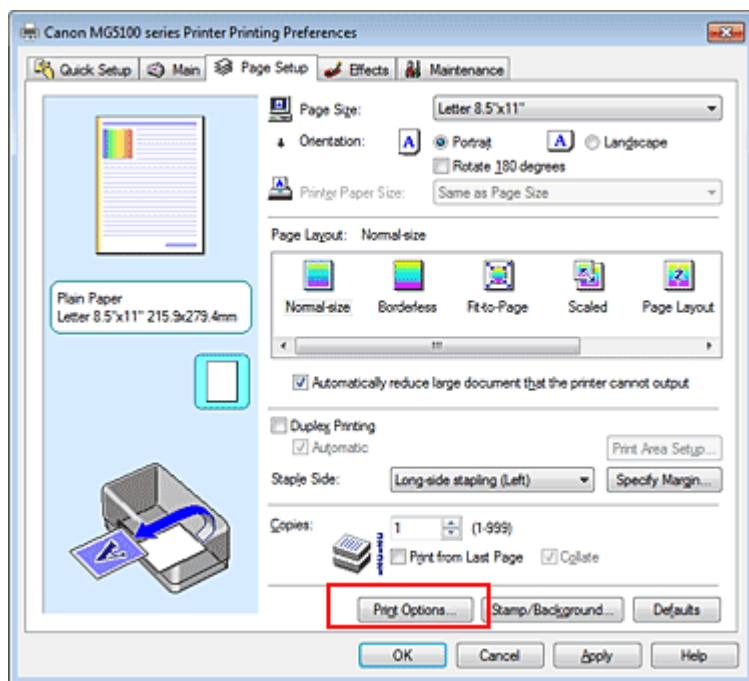 Canon MG5100 series Printer Printing Preferences
Quick Setup Main Page Setup Effects Maintenance
Page Size: Letter 8.5"x11"
Orientation: A Portrait A Landscape
Rotate 180 degrees
Printer Paper Size: Same as Page Size
Page Layout: Normal-size
Normal-size Borderless Fit-to-Page Scaled Page Layout
Plain Paper
Letter 8.5"x11" 215.9x279.4mm
Automatically reduce large document that the printer cannot output
Duplex Printing
Automatic Print Area Setup...
Staple Side: Long-side stapling (Left) Specify Margin...
Copies: 1 (1-999)
Print from Last Page Collate
Print Options... Stamp/Background... Defaults
OK Cancel Apply Help